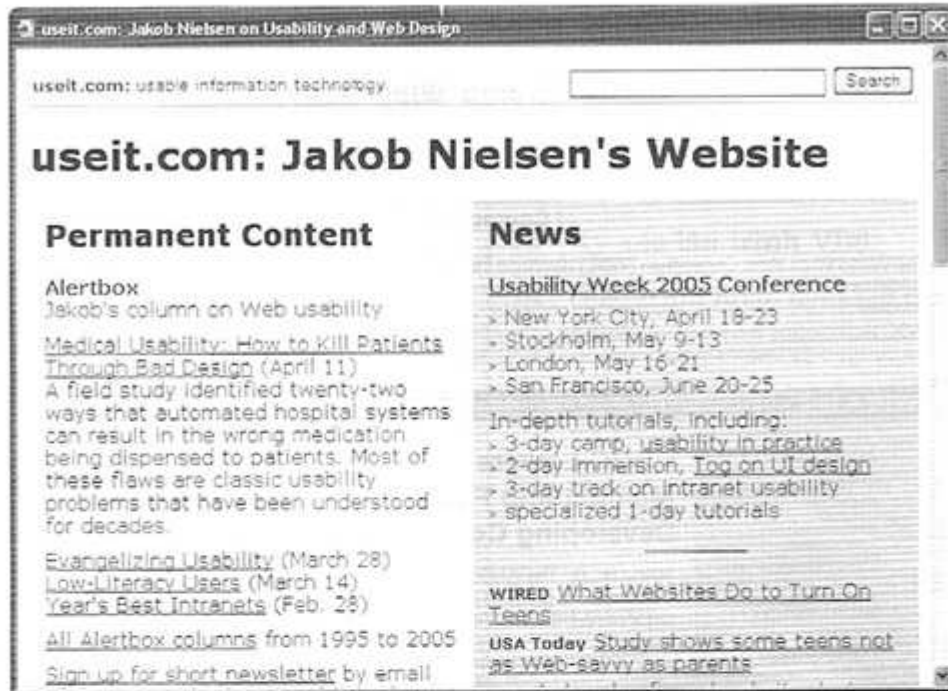 useit.com: Jakob Nielsen on Usability and Web Design
useit.com: usable information technology
Search
useit.com: Jakob Nielsen's Website
Permanent Content
Alertbox
Jakob's column on Web usability
Medical Usability: How to Kill Patients
Through Bad Design (April 11)
A field study identified twenty-two
ways that automated hospital systems
can result in the wrong medication
being dispensed to patients. Most of
these flaws are classic usability
problems that have been understood
for decades.
Evangelizing Usability (March 28)
Low-Literacy Users (March 14)
Year's Best Intranets (Feb. 28)
All Alertbox columns from 1995 to 2005
Sign up for short newsletter by email
News
Usability Week 2005 Conference
> New York City, April 18-23
> Stockholm, May 9-13
> London, May 16-21
> San Francisco, June 20-25
In-depth tutorials, including:
> 3-day camp, usability in practice
> 2-day immersion, Tog on UI design
> 3-day track on intranet usability
> specialized 1-day tutorials
WIRED What Websites Do to Turn On
Teens
USA Today Study shows some teens not
as Web-savvy as parents